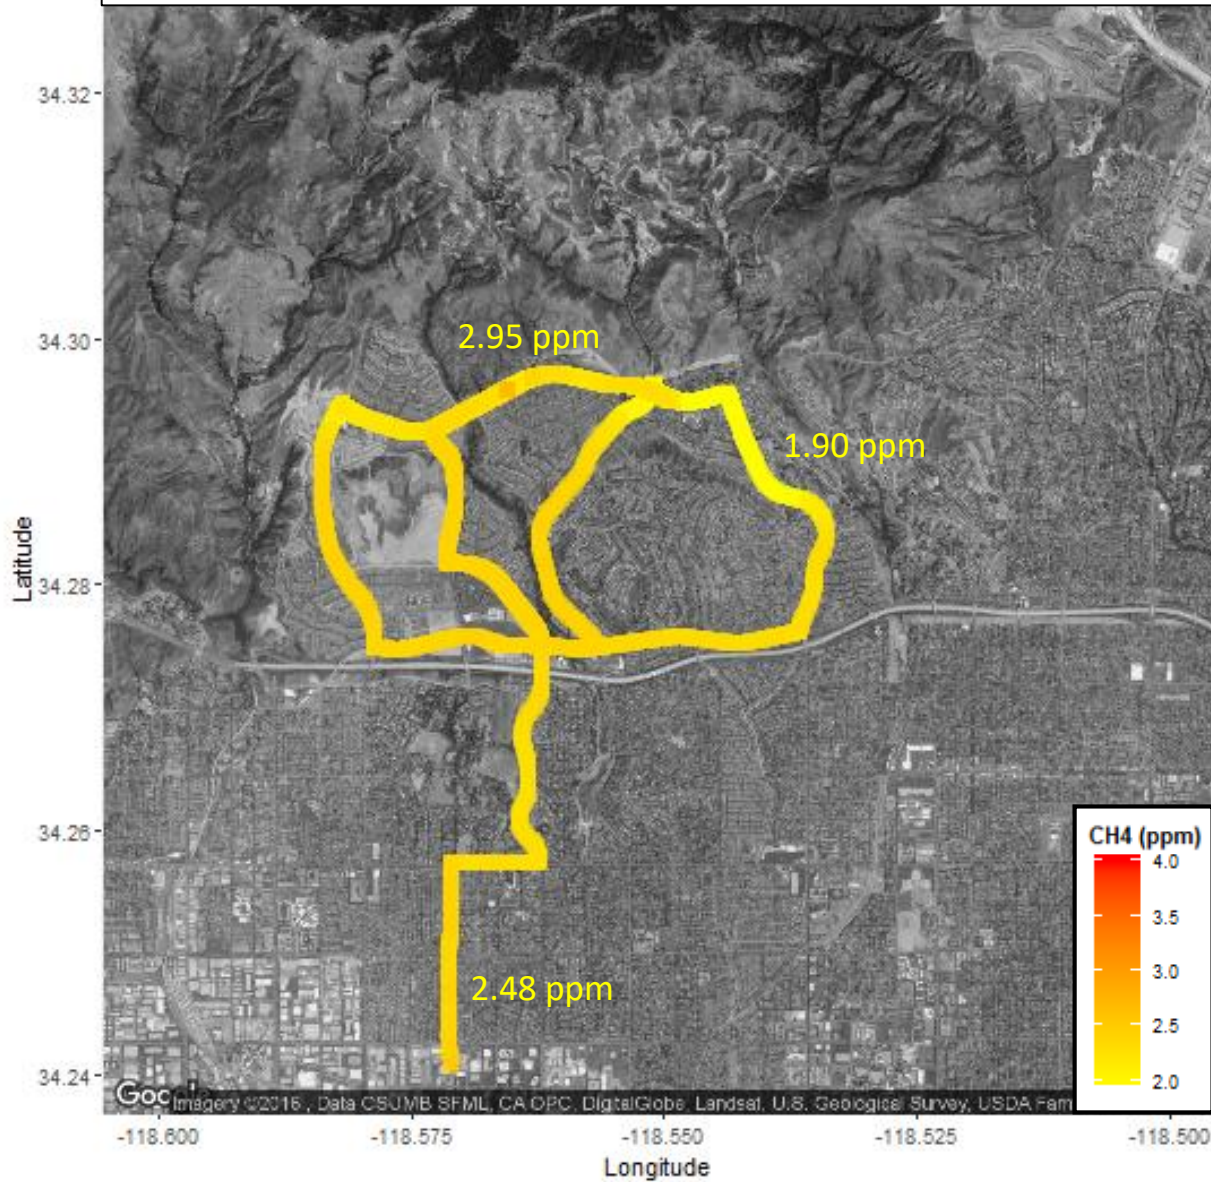 34.32
34.30
34.28
34.26
34.24
Latitude
2.95 ppm
1.90 ppm
2.48 ppm
CH4 (ppm)
4.0
3.5
3.0
2.5
2.0
Imagery ©2016 , Data CSUMB SFML, CA OPC, DigitalGlobe, Landsat, U.S. Geological Survey, USDA Farm
-118.600
-118.575
-118.550
-118.525
-118.500
Longitude